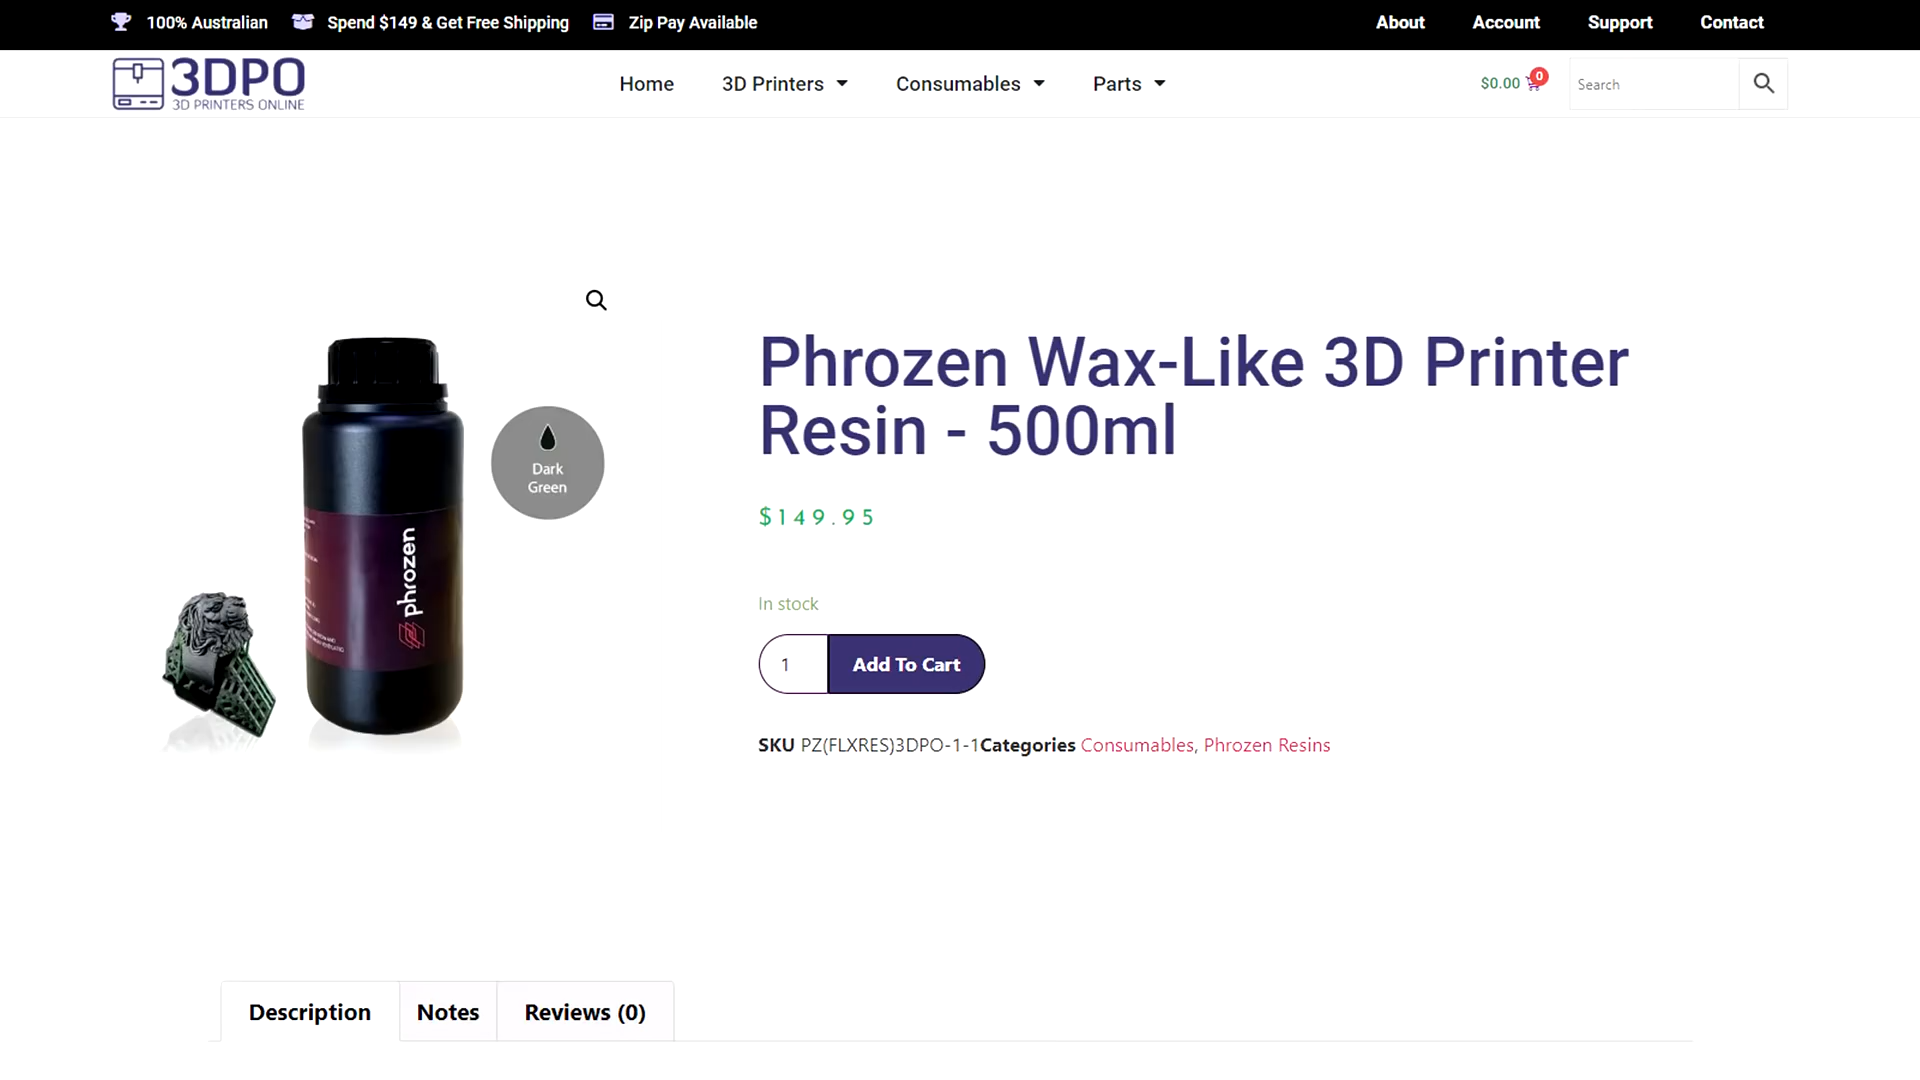 100% Australian
Spend $149 & Get Free Shipping
Zip Pay Available
About
Account
Support
Contact
3DPO
3D PRINTERS ONLINE
Home
3D Printers
Consumables
Parts
$0.00
0
Search
Dark
Green
phrozen
Phrozen Wax-Like 3D Printer
Resin - 500ml
$149.95
In stock
1
Add To Cart
SKU PZ(FLXRES)3DPO-1-1Categories Consumables, Phrozen Resins
Description
Notes
Reviews (0)